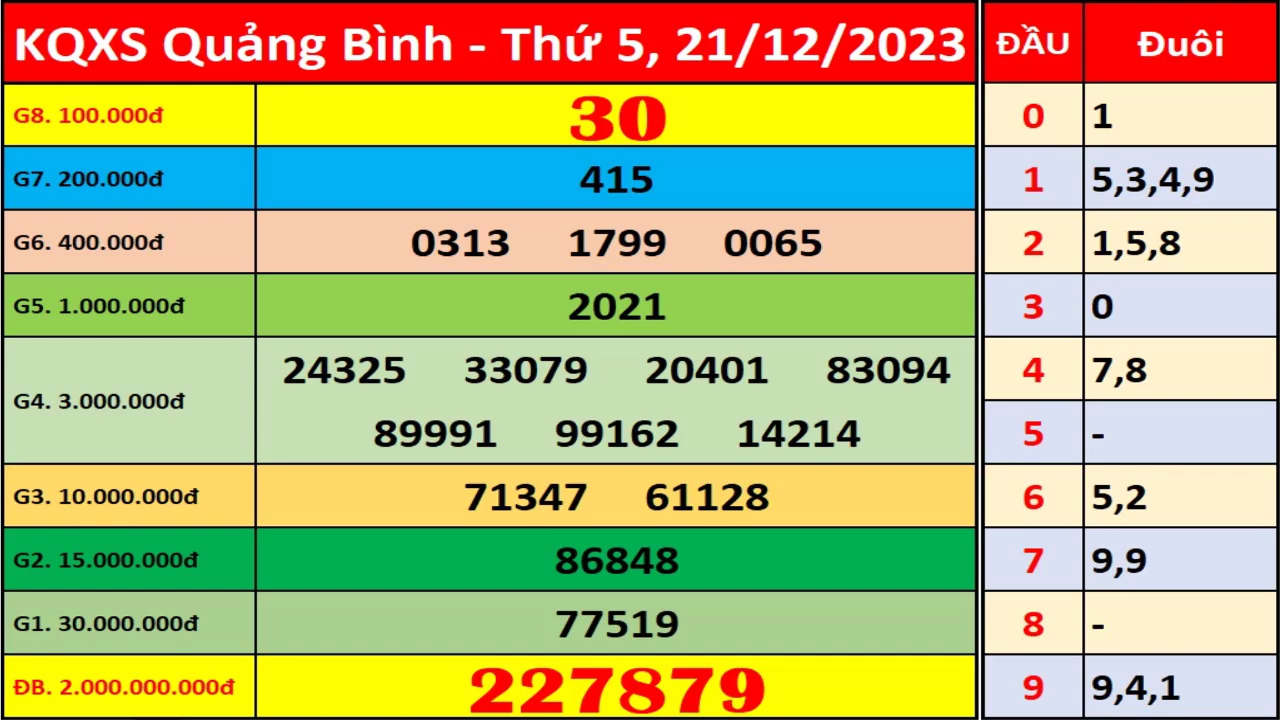 KQXS Quảng Bình - Thứ 5, 21/12/2023
G8. 100.000đ 30
G7. 200.000đ 415
G6. 400.000đ 0313 1799 0065
G5. 1.000.000đ 2021
G4. 3.000.000đ 24325 33079 20401 83094
89991 99162 14214
G3. 10.000.000đ 71347 61128
G2. 15.000.000đ 86848
G1. 30.000.000đ 77519
ĐB. 2.000.000.000đ 227879
ĐẦU Đuôi
0 1
1 5,3,4,9
2 1,5,8
3 0
4 7,8
5 -
6 5,2
7 9,9
8 -
9 9,4,1